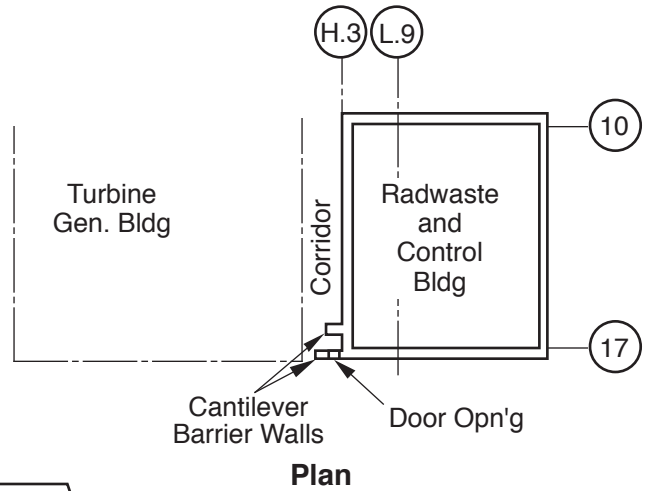 H.3
L.9
10
Turbine
Gen. Bldg
Corridor
Radwaste
and
Control
Bldg
17
Cantilever
Barrier Walls
Door Opn'g
Plan